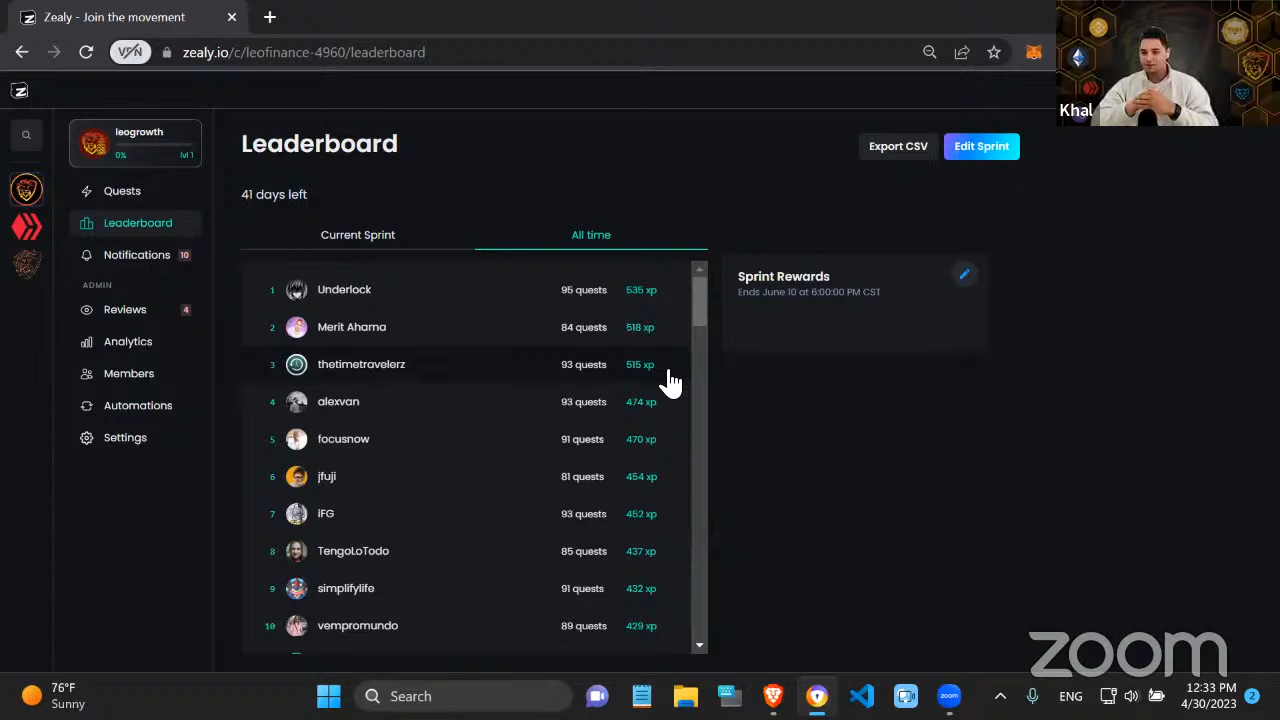 Zealy - Join the movement
VPN
zealy.io/c/leofinance-4960/leaderboard
Khal
leogrowth
0%
lvl 1
Quests
Leaderboard
Notifications 10
ADMIN
Reviews 4
Analytics
Members
Automations
Settings
Leaderboard
Export CSV
Edit Sprint
41 days left
Current Sprint
All time
1 Underlock 95 quests 535 xp
2 Merit Ahama 84 quests 518 xp
3 thetimetravelerz 93 quests 515 xp
4 alexvan 93 quests 474 xp
5 focusnow 91 quests 470 xp
6 jfuji 81 quests 454 xp
7 iFG 93 quests 452 xp
8 TengoLoTodo 85 quests 437 xp
9 simplifylife 91 quests 432 xp
10 vempromundo 89 quests 429 xp
Sprint Rewards
Ends June 10 at 6:00:00 PM CST
zoom
76°F
Sunny
Search
zoom
ENG
12:33 PM
4/30/2023
2